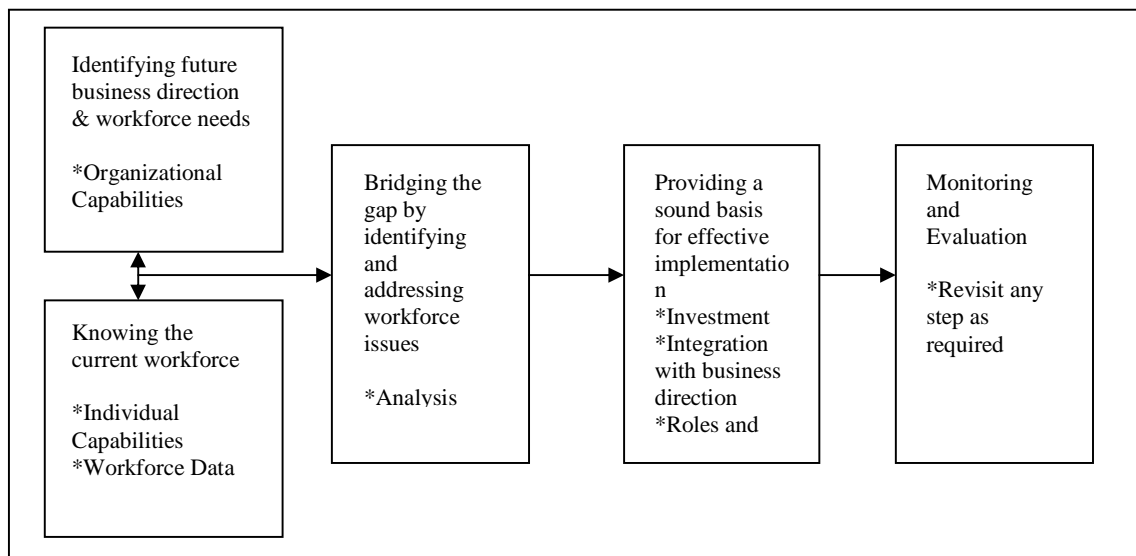 Identifying future
business direction
& workforce needs
*Organizational
Capabilities
Knowing the
current workforce
*Individual
Capabilities
*Workforce Data
Bridging the
gap by
identifying
and
addressing
workforce
issues
*Analysis
Providing a
sound basis
for effective
implementatio
n
*Investment
*Integration
with business
direction
*Roles and
Monitoring
and
Evaluation
*Revisit any
step as
required